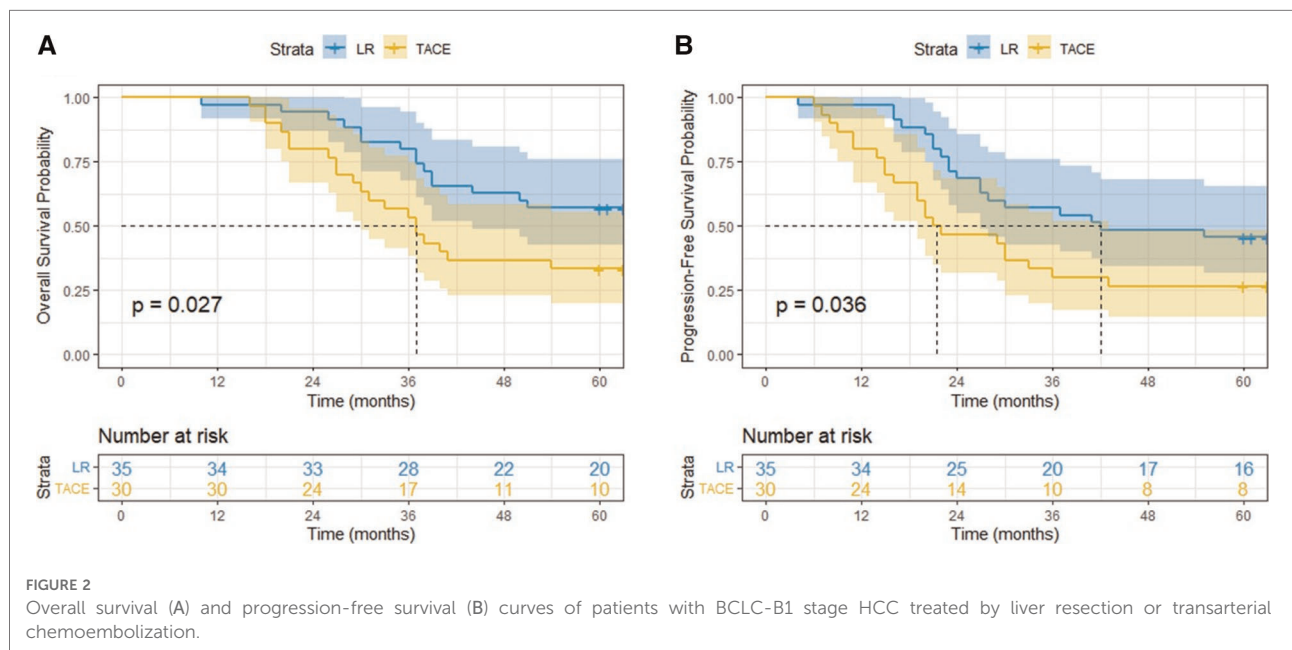 A
Strata LR TACE
Overall Survival Probability
1.00
0.75
0.50
0.25
0.00
p = 0.027
0 12 24 36 48 60
Time (months)
Number at risk
Strata
LR 35 34 33 28 22 20
TACE 30 30 24 17 11 10
0 12 24 36 48 60
Time (months)
B
Strata LR TACE
Progression-Free Survival Probability
1.00
0.75
0.50
0.25
0.00
p = 0.036
0 12 24 36 48 60
Time (months)
Number at risk
Strata
LR 35 34 25 20 17 16
TACE 30 24 14 10 8 8
0 12 24 36 48 60
Time (months)
FIGURE 2
Overall survival (A) and progression-free survival (B) curves of patients with BCLC-B1 stage HCC treated by liver resection or transarterial
chemoembolization.